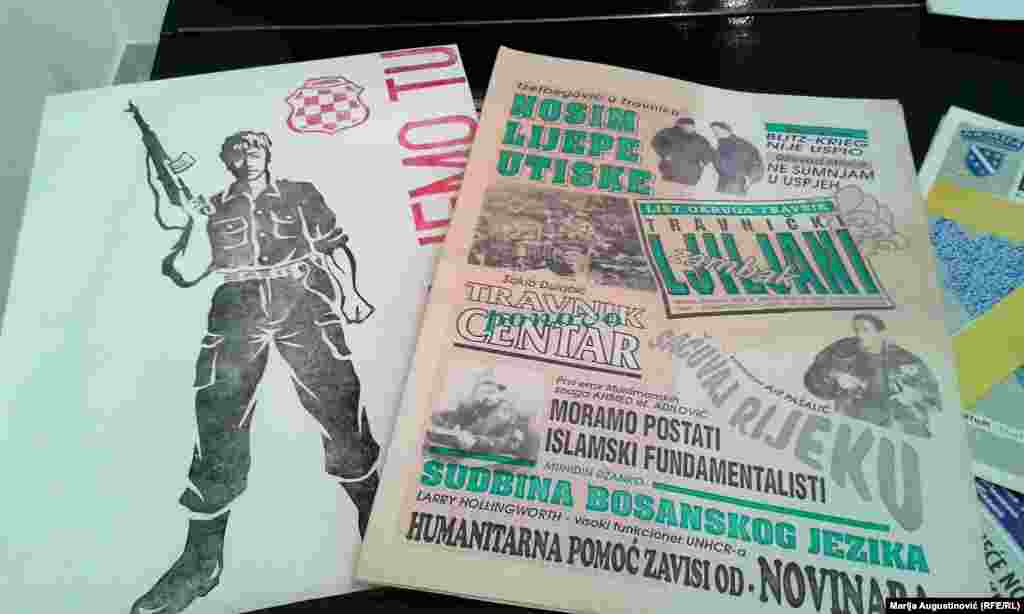 JEMO TU
Izetbegović u Travniku
NOSIM
LIJEPE
UTISKE
BLITZ-KRIEG
NIJE USPIO
NE SUMNJAM
U USPJEH
LIST OKRUGA TRAVNIK
TRAVNIČKI
LJILJANI
TRAVNIK
ponovo
CENTAR
SAČUVAJ RIJEKU
MORAMO POSTATI
ISLAMSKI FUNDAMENTALISTI
SUDBINA BOSANSKOG JEZIKA
LARRY HOLLINGWORTH - visoki funkcioner UNHCR-a
HUMANITARNA POMOĆ ZAVISI OD - NOVINARA
Marija Augustinović (RFE/RL)